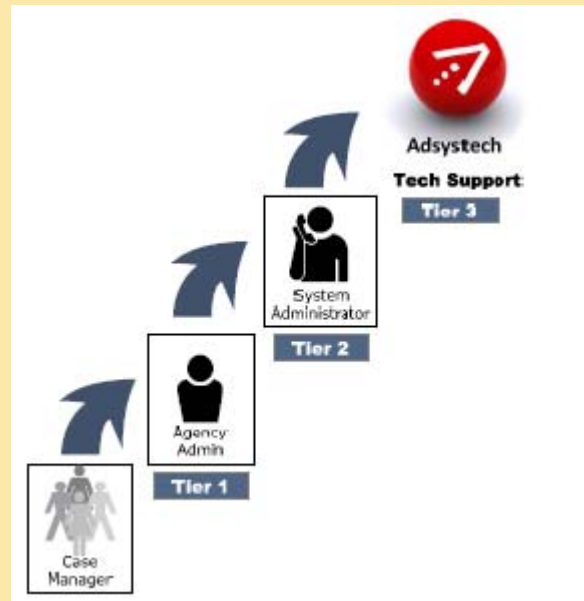 Adsystech
Tech Support
Tier 3
System
Administrator
Tier 2
Agency
Admin
Tier 1
Case
Manager